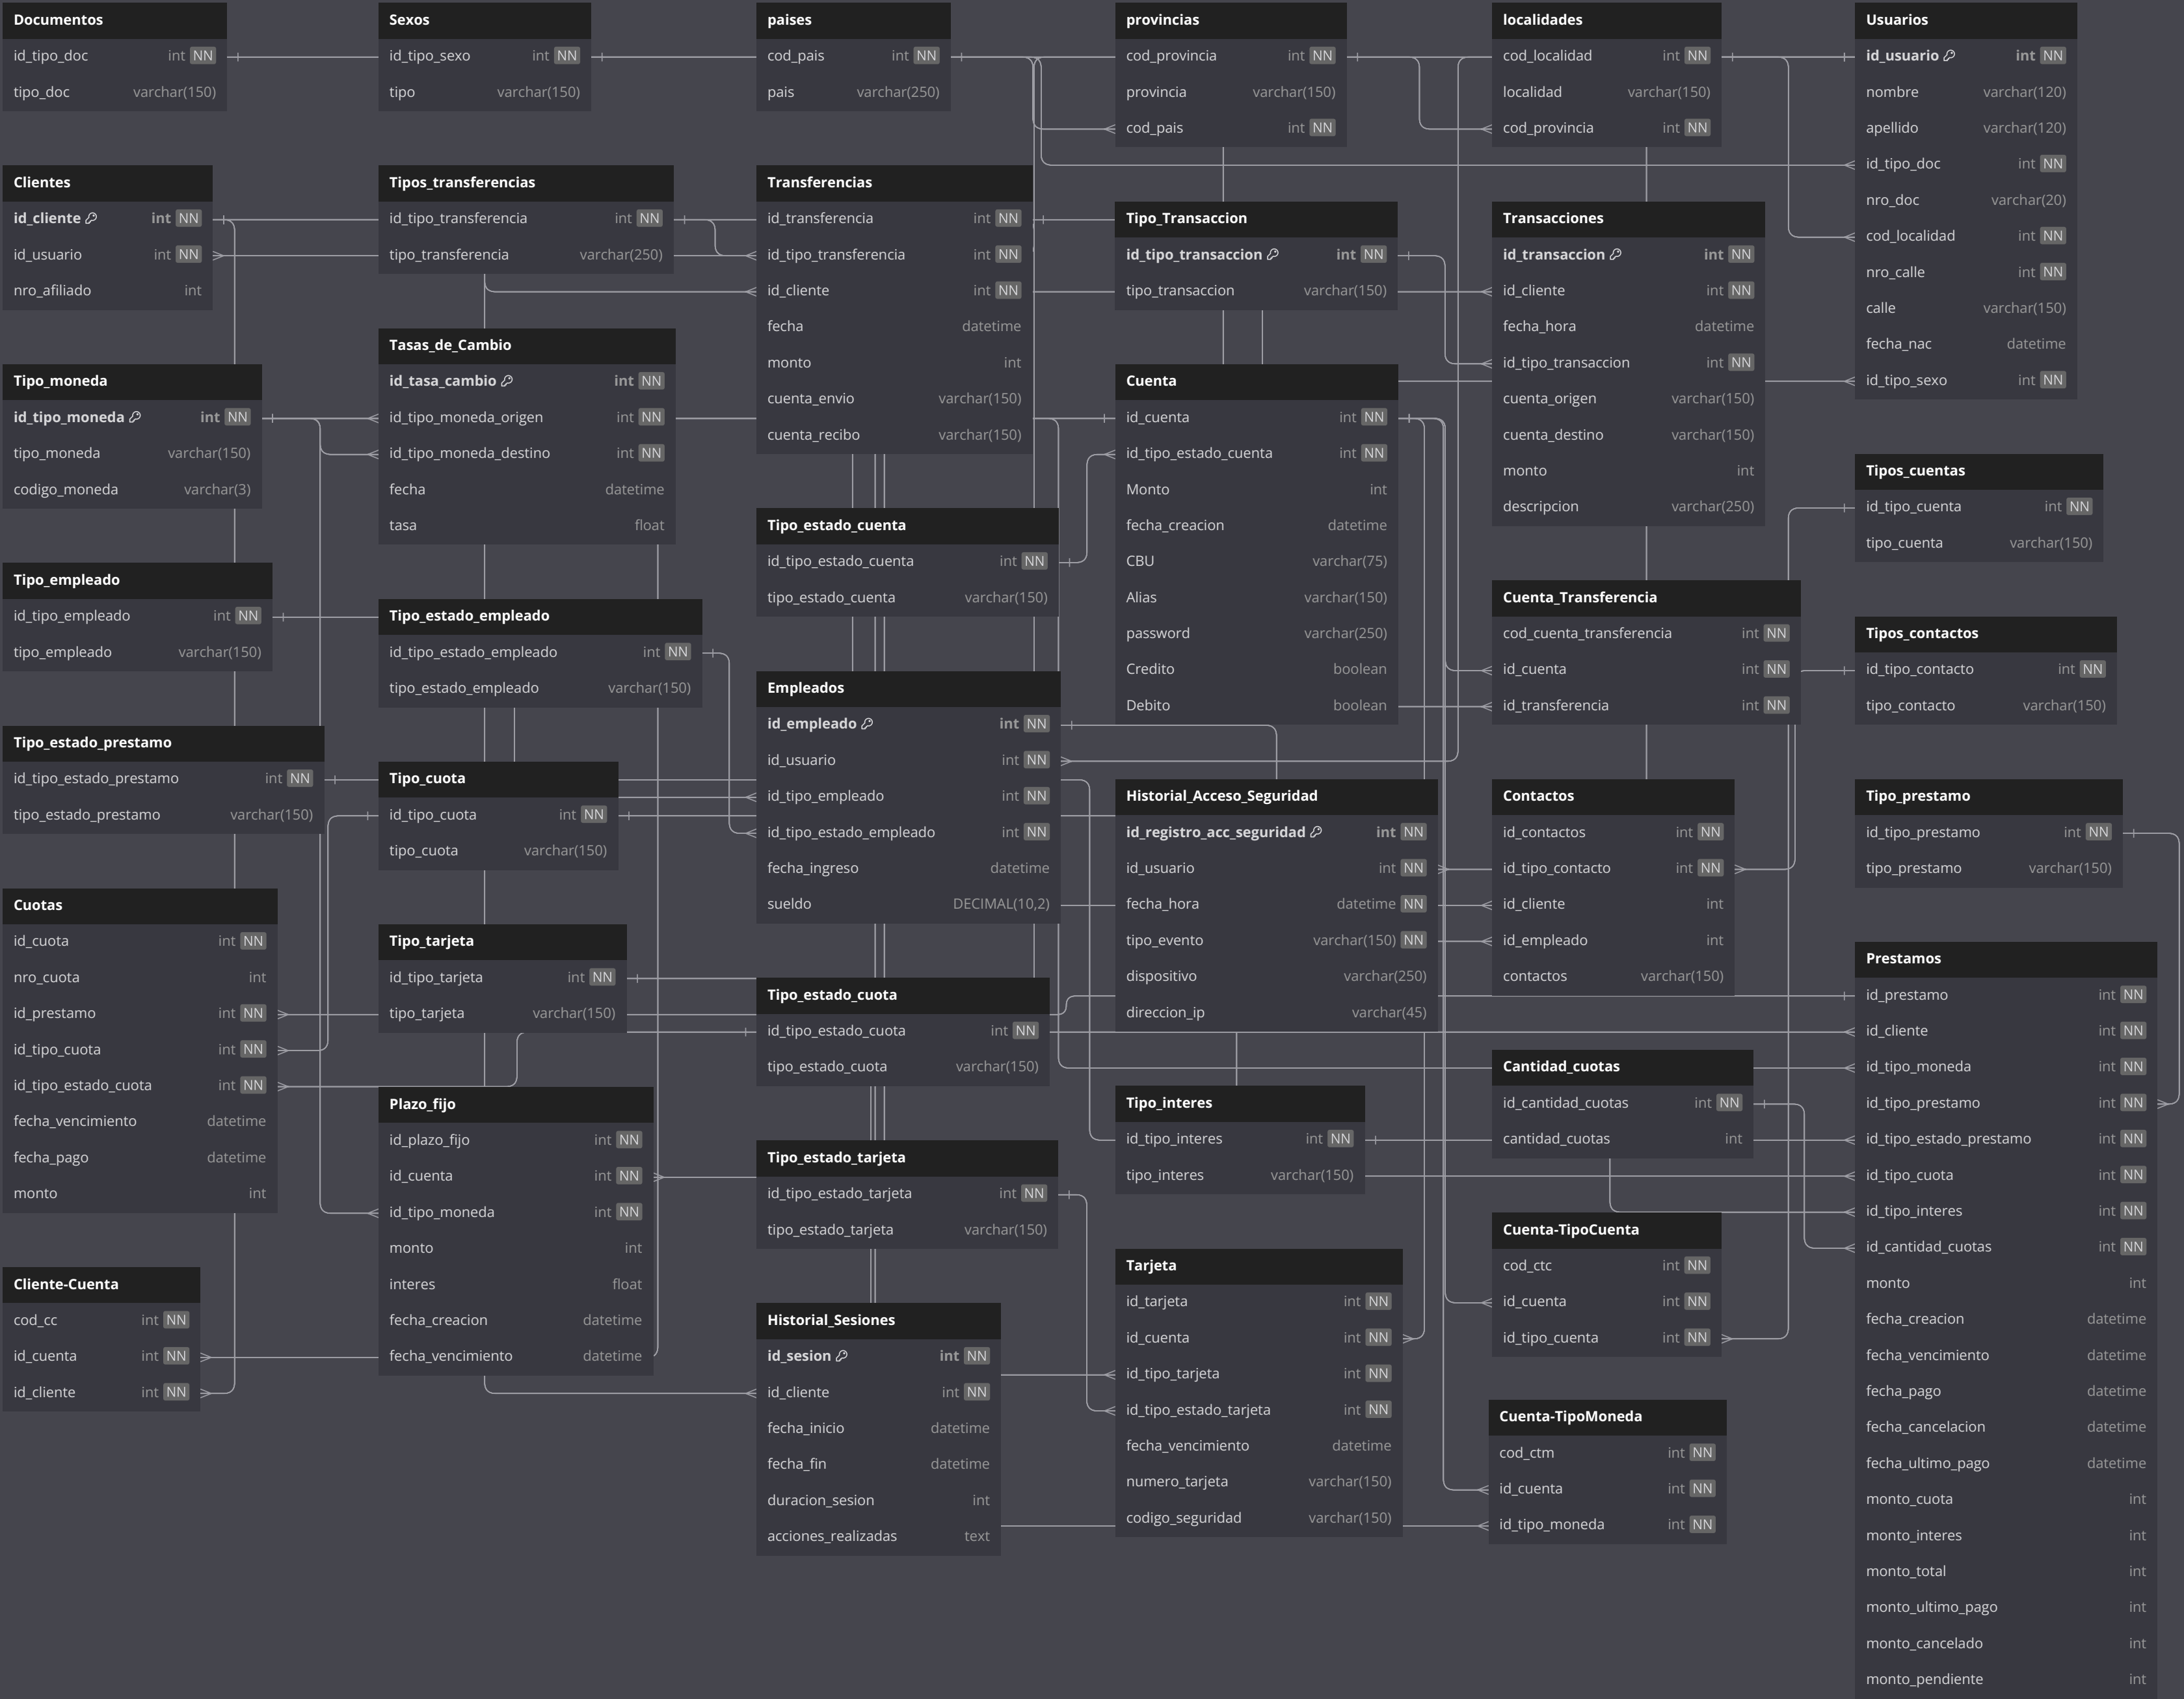 Documentos
id_tipo_doc int NN
tipo_doc varchar(150)
Sexos
id_tipo_sexo int NN
tipo varchar(150)
paises
cod_pais int NN
pais varchar(250)
provincias
cod_provincia int NN
provincia varchar(150)
cod_pais int NN
localidades
cod_localidad int NN
localidad varchar(150)
cod_provincia int NN
Usuarios
id_usuario int NN
nombre varchar(120)
apellido varchar(120)
id_tipo_doc int NN
nro_doc varchar(20)
cod_localidad int NN
nro_calle int NN
calle varchar(150)
fecha_nac datetime
id_tipo_sexo int NN
Clientes
id_cliente int NN
id_usuario int NN
nro_afiliado int
Tipos_transferencias
id_tipo_transferencia int NN
tipo_transferencia varchar(250)
Transferencias
id_transferencia int NN
id_tipo_transferencia int NN
id_cliente int NN
fecha datetime
monto int
cuenta_envio varchar(150)
cuenta_recibo varchar(150)
Tipo_Transaccion
id_tipo_transaccion int NN
tipo_transaccion varchar(150)
Transacciones
id_transaccion int NN
id_cliente int NN
fecha_hora datetime
id_tipo_transaccion int NN
cuenta_origen varchar(150)
cuenta_destino varchar(150)
monto int
descripcion varchar(250)
Tipo_moneda
id_tipo_moneda int NN
tipo_moneda varchar(150)
codigo_moneda varchar(3)
Tasas_de_Cambio
id_tasa_cambio int NN
id_tipo_moneda_origen int NN
id_tipo_moneda_destino int NN
fecha datetime
tasa float
Cuenta
id_cuenta int NN
id_tipo_estado_cuenta int NN
Monto int
fecha_creacion datetime
CBU varchar(75)
Alias varchar(150)
password varchar(250)
Credito boolean
Debito boolean
Tipos_cuentas
id_tipo_cuenta int NN
tipo_cuenta varchar(150)
Tipo_estado_cuenta
id_tipo_estado_cuenta int NN
tipo_estado_cuenta varchar(150)
Tipo_empleado
id_tipo_empleado int NN
tipo_empleado varchar(150)
Tipo_estado_empleado
id_tipo_estado_empleado int NN
tipo_estado_empleado varchar(150)
Cuenta_Transferencia
cod_cuenta_transferencia int NN
id_cuenta int NN
id_transferencia int NN
Tipos_contactos
id_tipo_contacto int NN
tipo_contacto varchar(150)
Empleados
id_empleado int NN
id_usuario int NN
id_tipo_empleado int NN
id_tipo_estado_empleado int NN
fecha_ingreso datetime
sueldo DECIMAL(10,2)
Tipo_estado_prestamo
id_tipo_estado_prestamo int NN
tipo_estado_prestamo varchar(150)
Tipo_cuota
id_tipo_cuota int NN
tipo_cuota varchar(150)
Historial_Acceso_Seguridad
id_registro_acc_seguridad int NN
id_usuario int NN
fecha_hora datetime NN
tipo_evento varchar(150) NN
dispositivo varchar(250)
direccion_ip varchar(45)
Contactos
id_contactos int NN
id_tipo_contacto int NN
id_cliente int
id_empleado int
contactos varchar(150)
Tipo_prestamo
id_tipo_prestamo int NN
tipo_prestamo varchar(150)
Cuotas
id_cuota int NN
nro_cuota int
id_prestamo int NN
id_tipo_cuota int NN
id_tipo_estado_cuota int NN
fecha_vencimiento datetime
fecha_pago datetime
monto int
Tipo_tarjeta
id_tipo_tarjeta int NN
tipo_tarjeta varchar(150)
Tipo_estado_cuota
id_tipo_estado_cuota int NN
tipo_estado_cuota varchar(150)
Prestamos
id_prestamo int NN
id_cliente int NN
id_tipo_moneda int NN
id_tipo_prestamo int NN
id_tipo_estado_prestamo int NN
id_tipo_cuota int NN
id_tipo_interes int NN
id_cantidad_cuotas int NN
monto int
fecha_creacion datetime
fecha_vencimiento datetime
fecha_pago datetime
fecha_cancelacion datetime
fecha_ultimo_pago datetime
monto_cuota int
monto_interes int
monto_total int
monto_ultimo_pago int
monto_cancelado int
monto_pendiente int
Cantidad_cuotas
id_cantidad_cuotas int NN
cantidad_cuotas int
Plazo_fijo
id_plazo_fijo int NN
id_cuenta int NN
id_tipo_moneda int NN
monto int
interes float
fecha_creacion datetime
fecha_vencimiento datetime
Tipo_interes
id_tipo_interes int NN
tipo_interes varchar(150)
Tipo_estado_tarjeta
id_tipo_estado_tarjeta int NN
tipo_estado_tarjeta varchar(150)
Cuenta-TipoCuenta
cod_ctc int NN
id_cuenta int NN
id_tipo_cuenta int NN
Tarjeta
id_tarjeta int NN
id_cuenta int NN
id_tipo_tarjeta int NN
id_tipo_estado_tarjeta int NN
fecha_vencimiento datetime
numero_tarjeta varchar(150)
codigo_seguridad varchar(150)
Cliente-Cuenta
cod_cc int NN
id_cuenta int NN
id_cliente int NN
Historial_Sesiones
id_sesion int NN
id_cliente int NN
fecha_inicio datetime
fecha_fin datetime
duracion_sesion int
acciones_realizadas text
Cuenta-TipoMoneda
cod_ctm int NN
id_cuenta int NN
id_tipo_moneda int NN